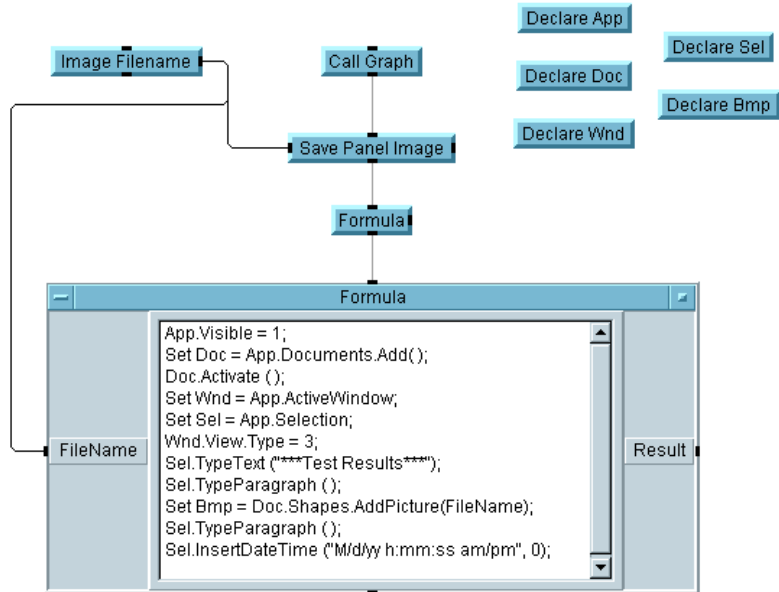 Declare App
Image Filename
Call Graph
Declare Sel
Declare Doc
Declare Bmp
Declare Wnd
Save Panel Image
Formula
Formula
App.Visible = 1;
Set Doc = App.Documents.Add();
Doc.Activate ();
Set Wnd = App.ActiveWindow;
Set Sel = App.Selection;
Wnd.View.Type = 3;
FileName
Result
Sel.TypeText ("***Test Results***");
Sel.TypeParagraph ();
Set Bmp = Doc.Shapes.AddPicture(FileName);
Sel.TypeParagraph ();
Sel.InsertDateTime ("M/d/yy h:mm:ss am/pm", 0);